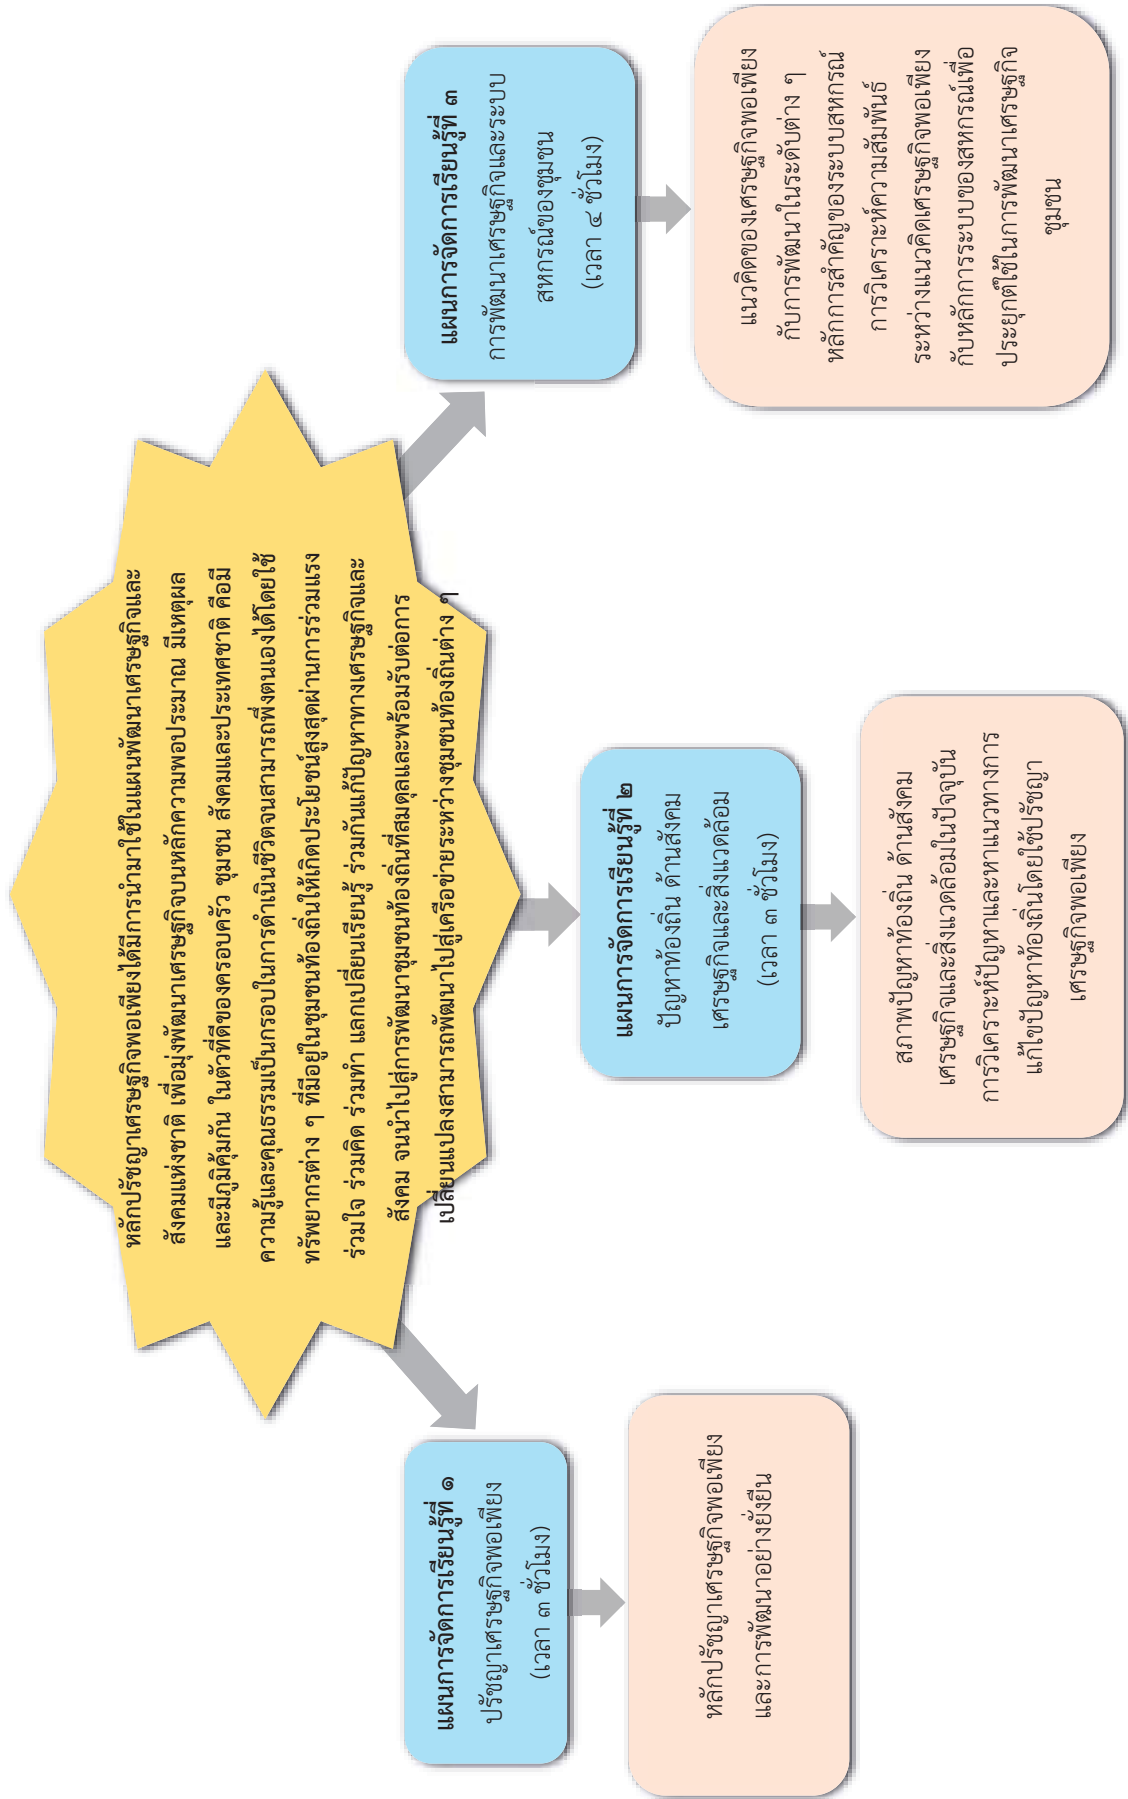 หลักปรัชญาเศรษฐกิจพอเพียงได้มีการนำมาใช้ในแผนพัฒนาเศรษฐกิจและ
สังคมแห่งชาติ เพื่อมุ่งพัฒนาเศรษฐกิจบนหลักความพอประมาณ มีเหตุผล
และมีภูมิคุ้มกัน ในตัวที่ดีของครอบครัว ชุมชน สังคมและประเทศชาติ คือมี
ความรู้และคุณธรรมเป็นกรอบในการดำเนินชีวิตจนสามารถพึ่งตนเองได้โดยใช้
ทรัพยากรต่าง ๆ ที่มีอยู่ในชุมชนท้องถิ่นให้เกิดประโยชน์สูงสุดผ่านการร่วมแรง
ร่วมใจ ร่วมคิด ร่วมทำ แลกเปลี่ยนเรียนรู้ ร่วมกันแก้ปัญหาทางเศรษฐกิจและ
สังคม จนนำไปสู่การพัฒนาชุมชนท้องถิ่นที่สมดุลและพร้อมรับต่อการ
เปลี่ยนแปลงสามารถพัฒนาไปสู่เครือข่ายระหว่างชุมชนท้องถิ่นต่าง ๆ
แผนการจัดการเรียนรู้ที่ ๑
ปรัชญาเศรษฐกิจพอเพียง
(เวลา ๓ ชั่วโมง)
หลักปรัชญาเศรษฐกิจพอเพียง
และการพัฒนาอย่างยั่งยืน
แผนการจัดการเรียนรู้ที่ ๒
ปัญหาท้องถิ่น ด้านสังคม
เศรษฐกิจและสิ่งแวดล้อม
(เวลา ๓ ชั่วโมง)
สภาพปัญหาท้องถิ่น ด้านสังคม
เศรษฐกิจและสิ่งแวดล้อมในปัจจุบัน
การวิเคราะห์ปัญหาและหาแนวทางการ
แก้ไขปัญหาท้องถิ่นโดยใช้ปรัชญา
เศรษฐกิจพอเพียง
แผนการจัดการเรียนรู้ที่ ๓
การพัฒนาเศรษฐกิจและระบบ
สหกรณ์ของชุมชน
(เวลา ๔ ชั่วโมง)
แนวคิดของเศรษฐกิจพอเพียง
กับการพัฒนาในระดับต่าง ๆ
หลักการสำคัญของระบบสหกรณ์
การวิเคราะห์ความสัมพันธ์
ระหว่างแนวคิดเศรษฐกิจพอเพียง
กับหลักการระบบของสหกรณ์เพื่อ
ประยุกต์ใช้ในการพัฒนาเศรษฐกิจ
ชุมชน